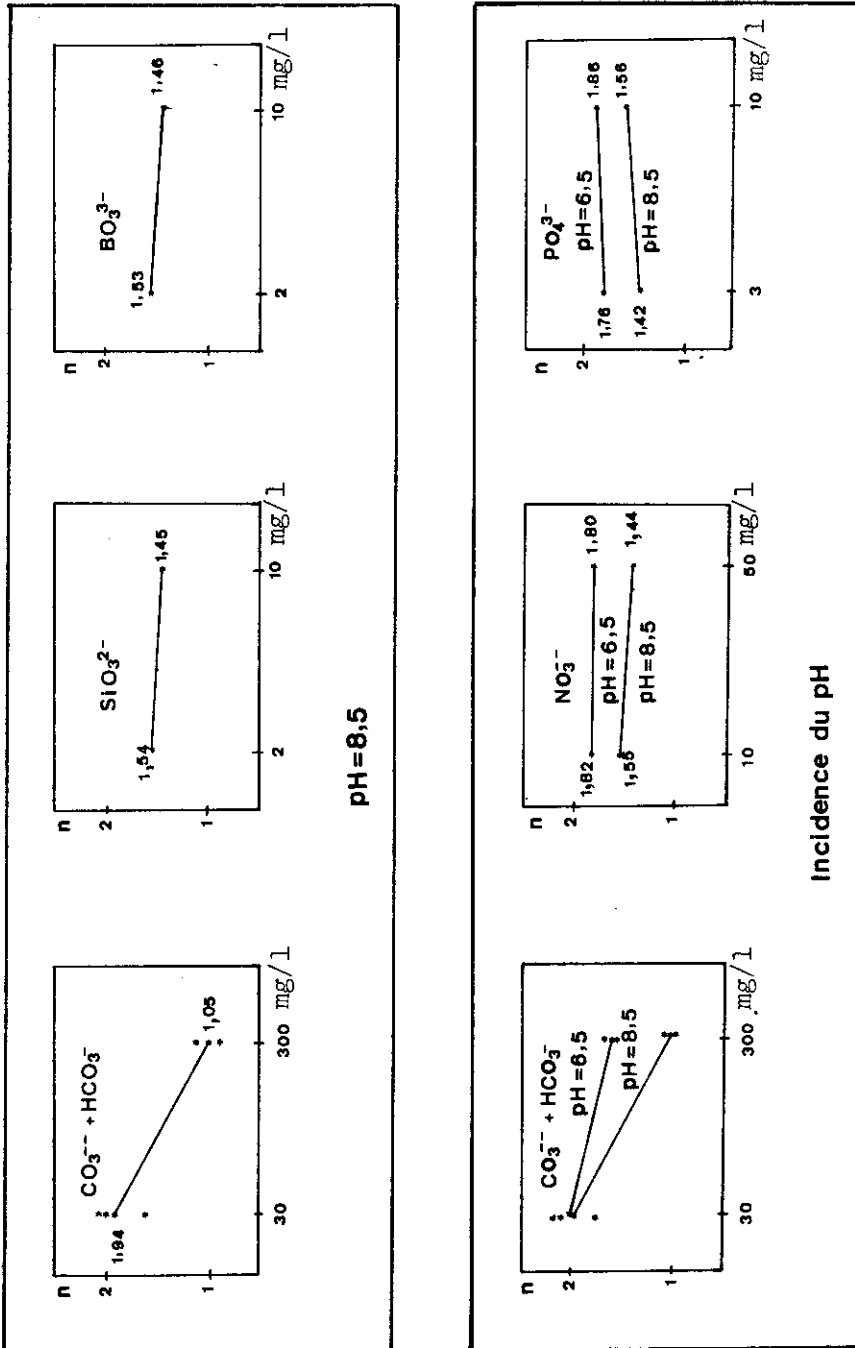 CO₃⁻⁻ + HCO₃⁻
n
2
1
1,94
1,05
30
300 mg/l
SiO₃²⁻
n
2
1
1,54
1,45
2
10 mg/l
BO₃³⁻
n
2
1
1,53
1,46
2
10 mg/l
pH=8,5
CO₃⁻⁻ + HCO₃⁻
n
2
1
pH=6,5
pH=8,5
30
300 mg/l
NO₃⁻⁻
n
2
1
1,82
1,80
pH=6,5
1,55
1,44
pH=8,5
10
50 mg/l
PO₄³⁻
n
2
1
pH=6,5
1,76
1,86
pH=8,5
1,42
1,56
3
10 mg/l
Incidence du pH